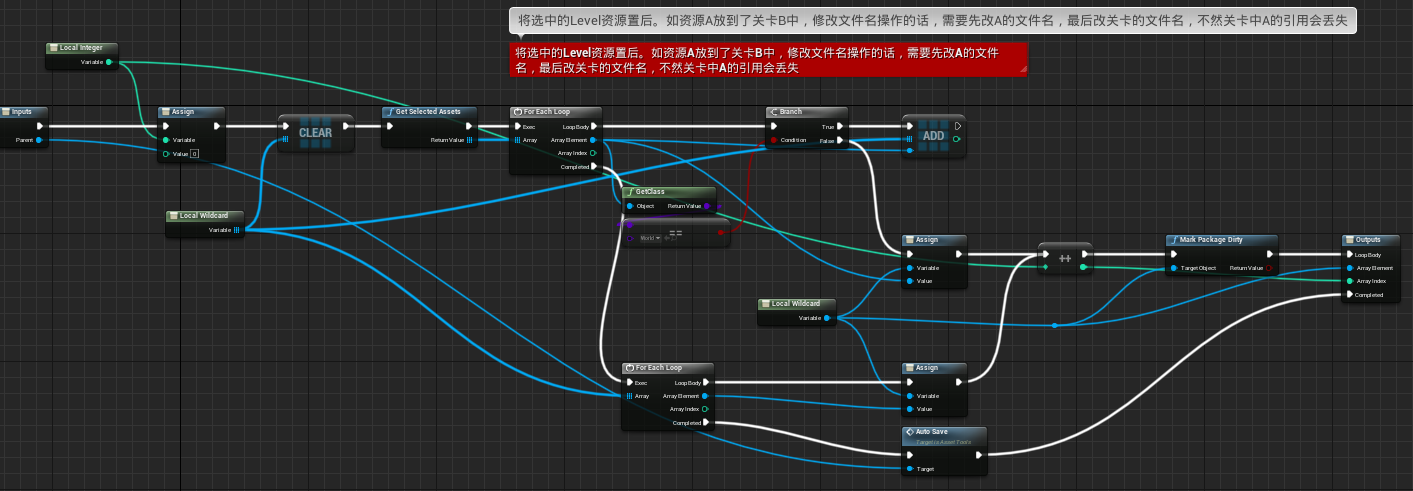 将选中的Level资源置后。如资源A放到了关卡B中，修改文件名操作的话，需要先改A的文件名，最后改关卡的文件名，不然关卡中A的引用会丢失
将选中的Level资源置后。如资源A放到了关卡B中，修改文件名操作的话，需要先改A的文件
名，最后改关卡的文件名，不然关卡中A的引用会丢失
Local Integer
Variable
Inputs
Parent
Assign
Variable
Value 0
CLEAR
Get Selected Assets
Return Value
For Each Loop
Exec Loop Body
Array Array Element
Array Index
Completed
Branch
True
Condition False
ADD
GetClass
Object Return Value
World
==
Local Wildcard
Variable
Assign
Variable
Value
++
Mark Package Dirty
Target Object Return Value
Outputs
Loop Body
Array Element
Array Index
Completed
Local Wildcard
Variable
For Each Loop
Exec Loop Body
Array Array Element
Array Index
Completed
Assign
Variable
Value
Auto Save
Target is Asset Tools
Target